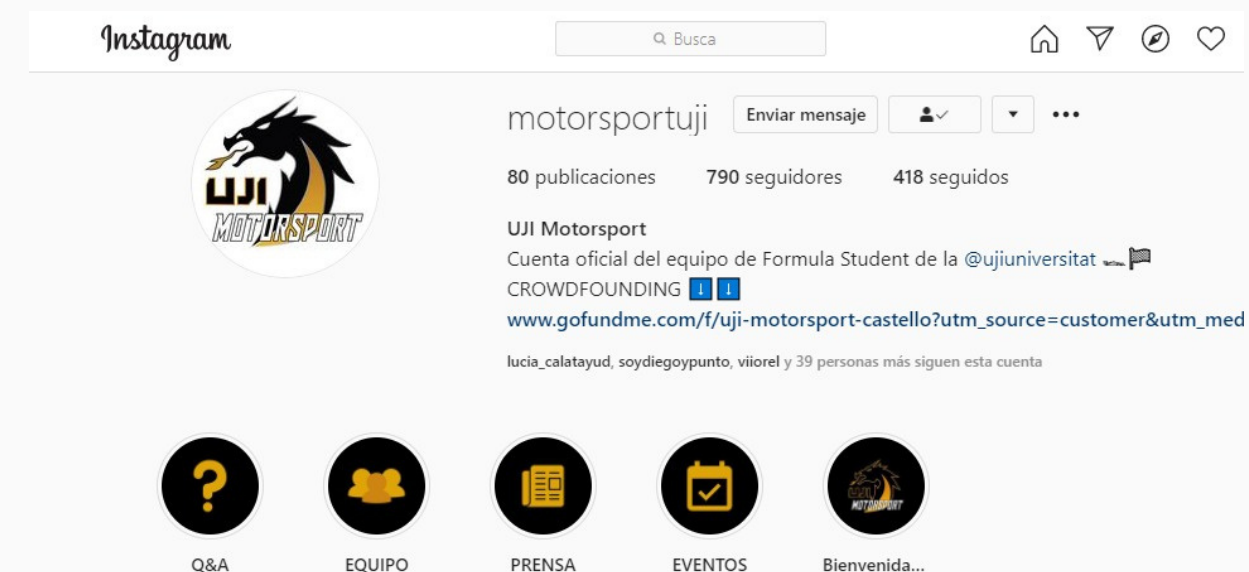 Instagram
Busca
motorsportuji Enviar mensaje
80 publicaciones 790 seguidores 418 seguidos
UJI Motorsport
Cuenta oficial del equipo de Formula Student de la @ujiuniversitat
CROWDFOUNDING
www.gofundme.com/f/uji-motorsport-castello?utm_source=customer&utm_med
lucia_calatayud, soydiegoypunto, viiorel y 39 personas más siguen esta cuenta
UJI
MOTORSPORT
UJI
MOTORSPORT
Q&A EQUIPO PRENSA EVENTOS Bienvenida...